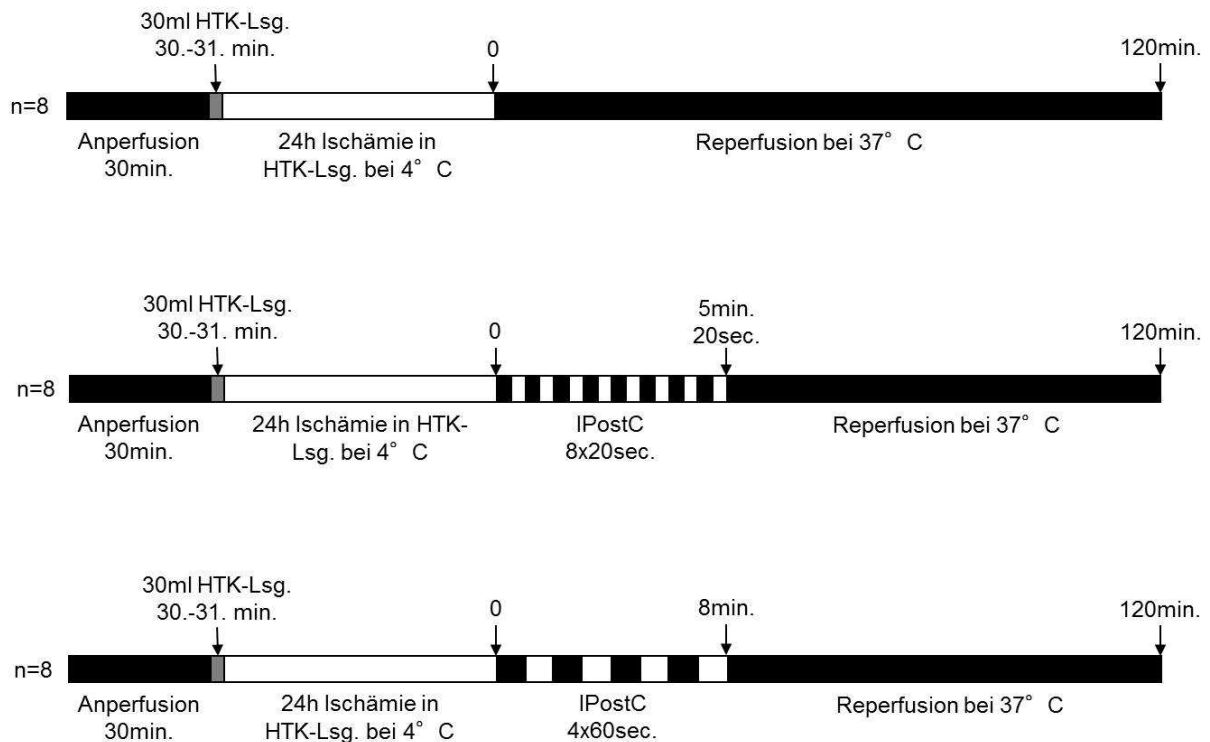 30ml HTK-Lsg.
30.-31. min.
0
120min.
n=8
Anperfusion
30min.
24h Ischämie in
HTK-Lsg. bei 4° C
Reperfusion bei 37° C
30ml HTK-Lsg.
30.-31. min.
0
5min.
20sec.
120min.
n=8
Anperfusion
30min.
24h Ischämie in HTK-
Lsg. bei 4° C
IPostC
8x20sec.
Reperfusion bei 37° C
30ml HTK-Lsg.
30.-31. min.
0
8min.
120min.
n=8
Anperfusion
30min.
24h Ischämie in
HTK-Lsg. bei 4° C
IPostC
4x60sec.
Reperfusion bei 37° C